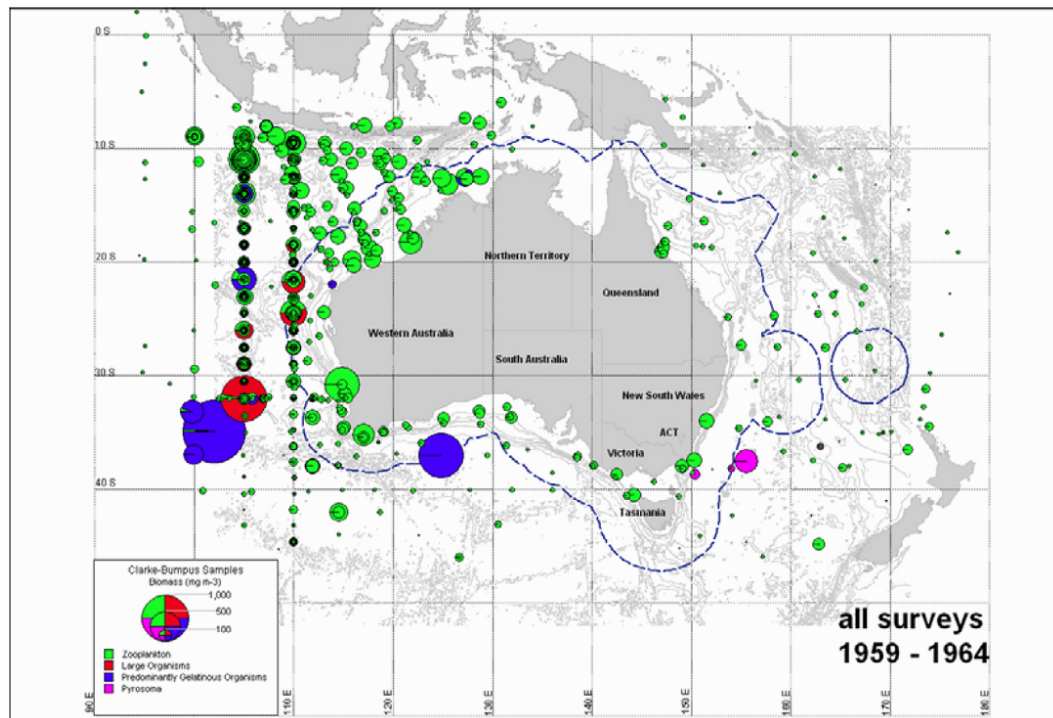 0 S
10 S
20 S
30 S
40 S
Northern Territory
Queensland
Western Australia
South Australia
New South Wales
ACT
Victoria
Tasmania
Clarke-Bumpus Samples
Biomass (mg m-3)
1,000
500
100
Zooplankton
Large Organisms
Predominantly Gelatinous Organisms
Pyrosoma
all surveys
1959 - 1964
90 E
100 E
110 E
120 E
130 E
140 E
150 E
160 E
170 E
180 E